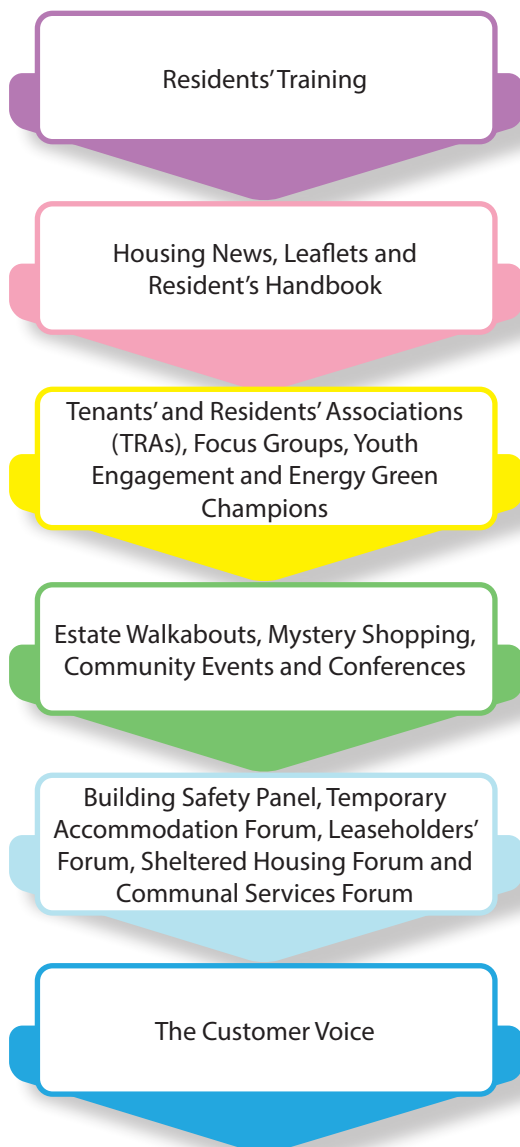 Residents’ Training
Housing News, Leaflets and
Resident’s Handbook
Tenants’ and Residents’ Associations
(TRAs), Focus Groups, Youth
Engagement and Energy Green
Champions
Estate Walkabouts, Mystery Shopping,
Community Events and Conferences
Building Safety Panel, Temporary
Accommodation Forum, Leaseholders’
Forum, Sheltered Housing Forum and
Communal Services Forum
The Customer Voice